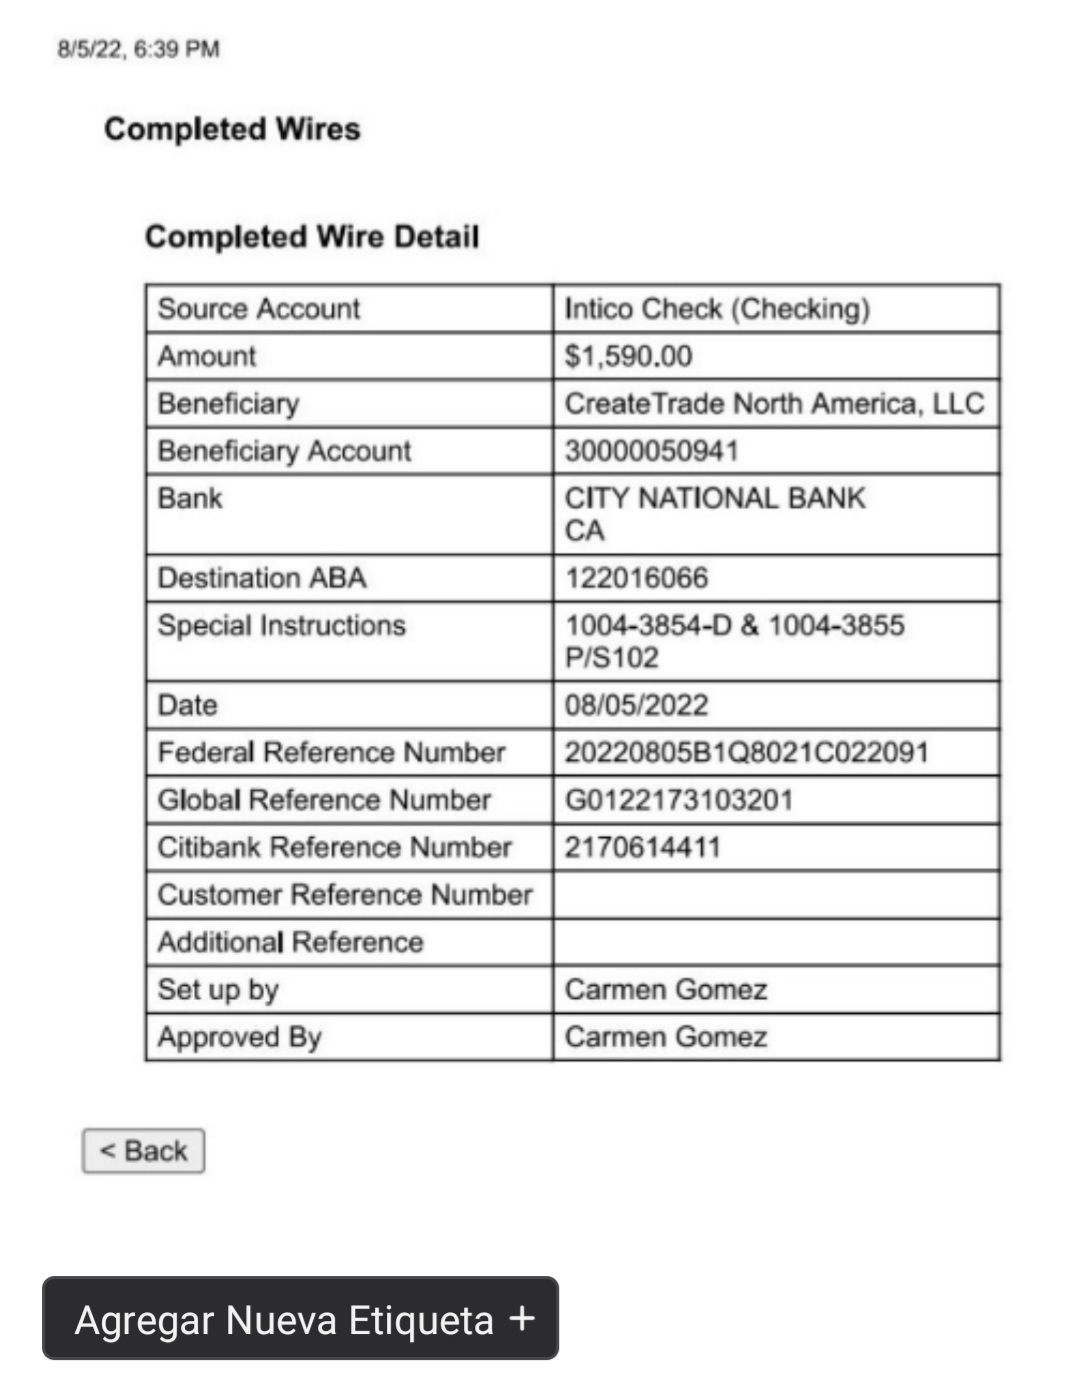 8/5/22, 6:39 PM
Completed Wires
Completed Wire Detail
Source Account Intico Check (Checking)
Amount $1,590.00
Beneficiary CreateTrade North America, LLC
Beneficiary Account 30000050941
Bank CITY NATIONAL BANK
CA
Destination ABA 122016066
Special Instructions 1004-3854-D & 1004-3855
P/S102
Date 08/05/2022
Federal Reference Number 20220805B1Q8021C022091
Global Reference Number G0122173103201
Citibank Reference Number 2170614411
Customer Reference Number
Additional Reference
Set up by Carmen Gomez
Approved By Carmen Gomez
< Back
Agregar Nueva Etiqueta +